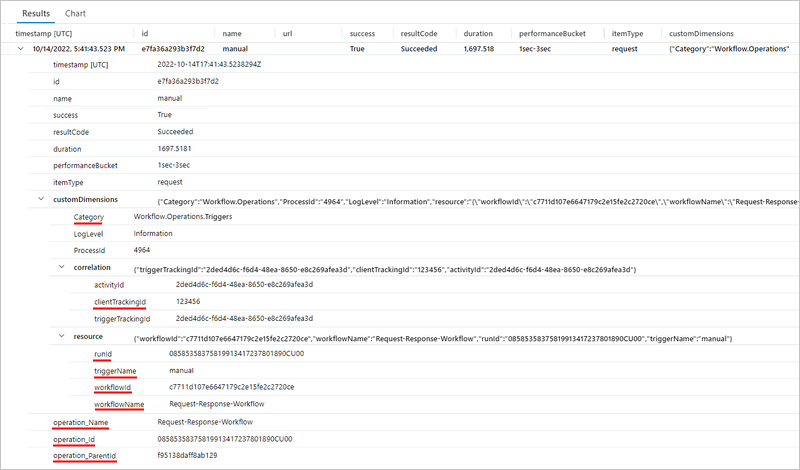 Results Chart
timestamp [UTC] id name url success resultCode duration performanceBucket itemType customDimensions
10/14/2022, 5:41:43.523 PM e7fa36a293b3f7d2 manual True Succeeded 1,697.518 1sec-3sec request {"Category":"Workflow.Operations"
timestamp [UTC] 2022-10-14T17:41:43.5238294Z
id e7fa36a293b3f7d2
name manual
success True
resultCode Succeeded
duration 1697.5181
performanceBucket 1sec-3sec
itemType request
customDimensions {"Category":"Workflow.Operations","ProcessId":"4964","LogLevel":"Information","resource":"{\"workflowId\":\"c7711d107e6647179c2e15fe2c2720ce\",\"workflowName\":\"Request-Response-
Category Workflow.Operations.Triggers
LogLevel Information
ProcessId 4964
correlation {"triggerTrackingId":"2ded4d6c-f6d4-48ea-8650-e8c269afea3d","clientTrackingId":"123456","activityId":"2ded4d6c-f6d4-48ea-8650-e8c269afea3d"}
activityId 2ded4d6c-f6d4-48ea-8650-e8c269afea3d
clientTrackingId 123456
triggerTrackingId 2ded4d6c-f6d4-48ea-8650-e8c269afea3d
resource {"workflowId":"c7711d107e6647179c2e15fe2c2720ce","workflowName":"Request-Response-Workflow","runId":"08585358375819913417237801890CU00","triggerName":"manual"}
runId 08585358375819913417237801890CU00
triggerName manual
workflowId c7711d107e6647179c2e15fe2c2720ce
workflowName Request-Response-Workflow
operation_Name Request-Response-Workflow
operation_Id 08585358375819913417237801890CU00
operation_ParentId f95138daff8ab129